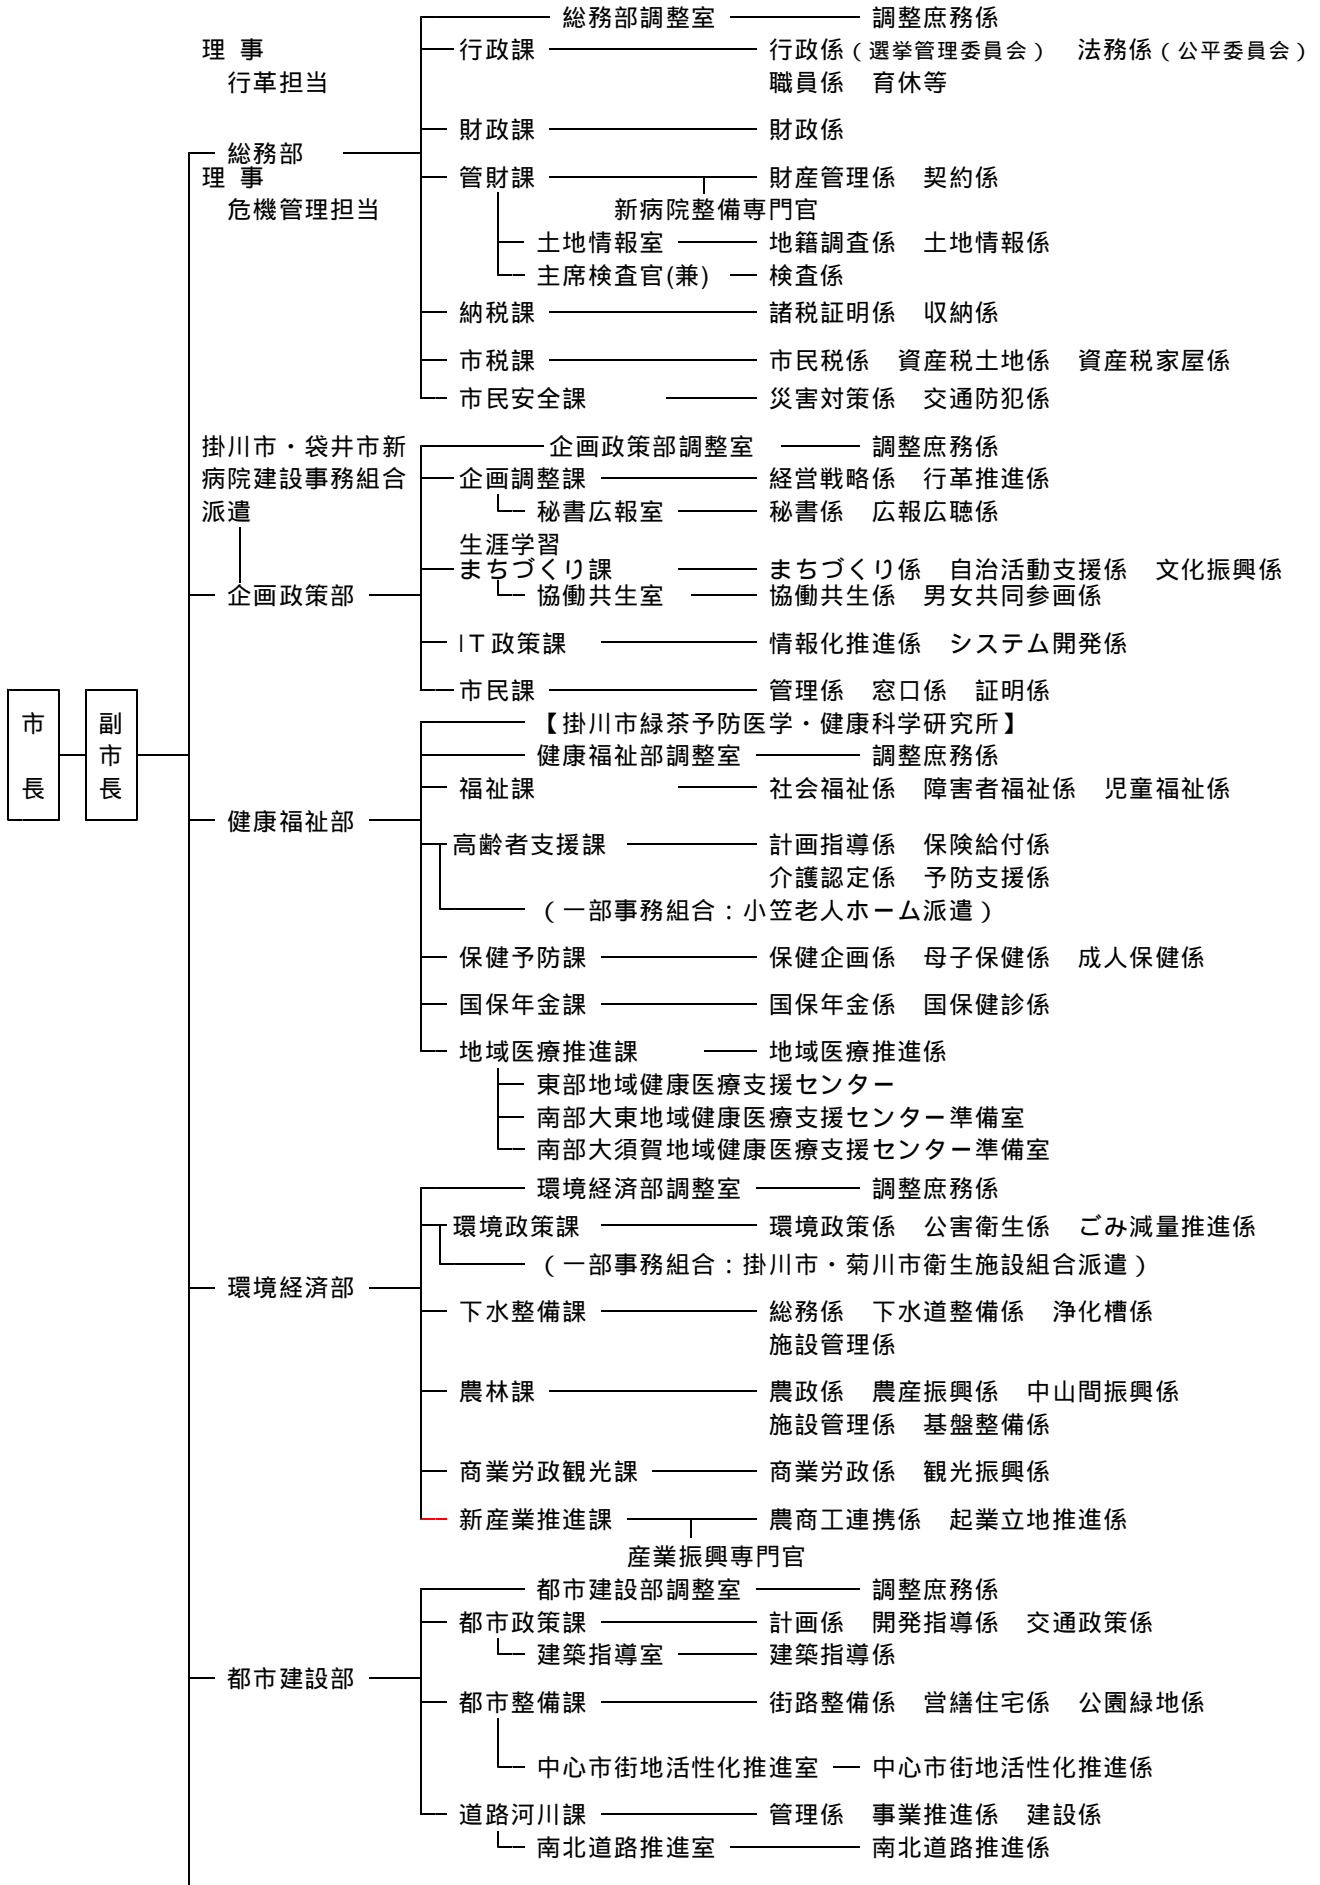 総務部調整室 調整庶務係
理 事 行政課 行政係（選挙管理委員会） 法務係（公平委員会）
行革担当 職員係 育休等
財政課 財政係
総務部
理 事 管財課 財産管理係 契約係
危機管理担当 新病院整備専門官
土地情報室 地籍調査係 土地情報係
主席検査官(兼) 検査係
納税課 諸税証明係 収納係
市税課 市民税係 資産税土地係 資産税家屋係
市民安全課 災害対策係 交通防犯係
掛川市・袋井市新 企画政策部調整室 調整庶務係
病院建設事務組合 企画調整課 経営戦略係 行革推進係
派遣 秘書広報室 秘書係 広報広聴係
生涯学習
まちづくり課 まちづくり係 自治活動支援係 文化振興係
企画政策部 協働共生室 協働共生係 男女共同参画係
IT政策課 情報化推進係 システム開発係
市民課 管理係 窓口係 証明係
市長 副市長
【掛川市緑茶予防医学・健康科学研究所】
健康福祉部調整室 調整庶務係
福祉課 社会福祉係 障害者福祉係 児童福祉係
健康福祉部
高齢者支援課 計画指導係 保険給付係
介護認定係 予防支援係
（一部事務組合：小笠老人ホーム派遣）
保健予防課 保健企画係 母子保健係 成人保健係
国保年金課 国保年金係 国保健診係
地域医療推進課 地域医療推進係
東部地域健康医療支援センター
南部大東地域健康医療支援センター準備室
南部大須賀地域健康医療支援センター準備室
環境経済部調整室 調整庶務係
環境政策課 環境政策係 公害衛生係 ごみ減量推進係
（一部事務組合：掛川市・菊川市衛生施設組合派遣）
環境経済部
下水整備課 総務係 下水道整備係 浄化槽係
施設管理係
農林課 農政係 農産振興係 中山間振興係
施設管理係 基盤整備係
商業労政観光課 商業労政係 観光振興係
新産業推進課 農商工連携係 起業立地推進係
産業振興専門官
都市建設部調整室 調整庶務係
都市政策課 計画係 開発指導係 交通政策係
建築指導室 建築指導係
都市建設部
都市整備課 街路整備係 営繕住宅係 公園緑地係
中心市街地活性化推進室 中心市街地活性化推進係
道路河川課 管理係 事業推進係 建設係
南北道路推進室 南北道路推進係